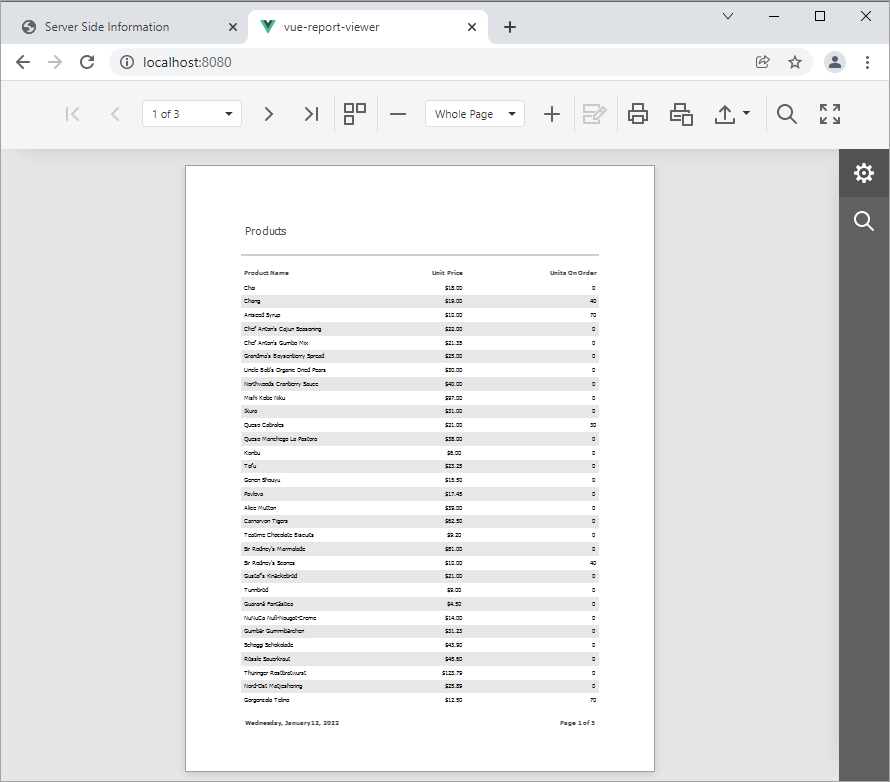 Server Side Information
vue-report-viewer
localhost:8080
1 of 3
Whole Page
Products
Product Name Unit Price Units On Order
Chai $18.00 0
Chang $19.00 40
Aniseed Syrup $10.00 70
Chef Anton's Cajun Seasoning $22.00 0
Chef Anton's Gumbo Mix $21.35 0
Grandma's Boysenberry Spread $25.00 0
Uncle Bob's Organic Dried Pears $30.00 0
Northwoods Cranberry Sauce $40.00 0
Mishi Kobe Niku $97.00 0
Ikura $31.00 0
Queso Cabrales $21.00 30
Queso Manchego La Pastora $38.00 0
Konbu $6.00 0
Tofu $23.25 0
Genen Shouyu $15.50 0
Pavlova $17.45 0
Alice Mutton $39.00 0
Carnarvon Tigers $62.50 0
Teatime Chocolate Biscuits $9.20 0
Sir Rodney's Marmalade $81.00 0
Sir Rodney's Scones $10.00 40
Gustaf's Knäckebröd $21.00 0
Tunnbröd $9.00 0
Guaraná Fantástica $4.50 0
NuNuCa Nuß-Nougat-Creme $14.00 0
Gumbär Gummibärchen $31.23 0
Schoggi Schokolade $43.90 0
Rössle Sauerkraut $45.60 0
Thüringer Rostbratwurst $123.79 0
Nord-Ost Matjeshering $25.89 0
Gorgonzola Telino $12.50 70
Wednesday, January 12, 2022 Page 1 of 3